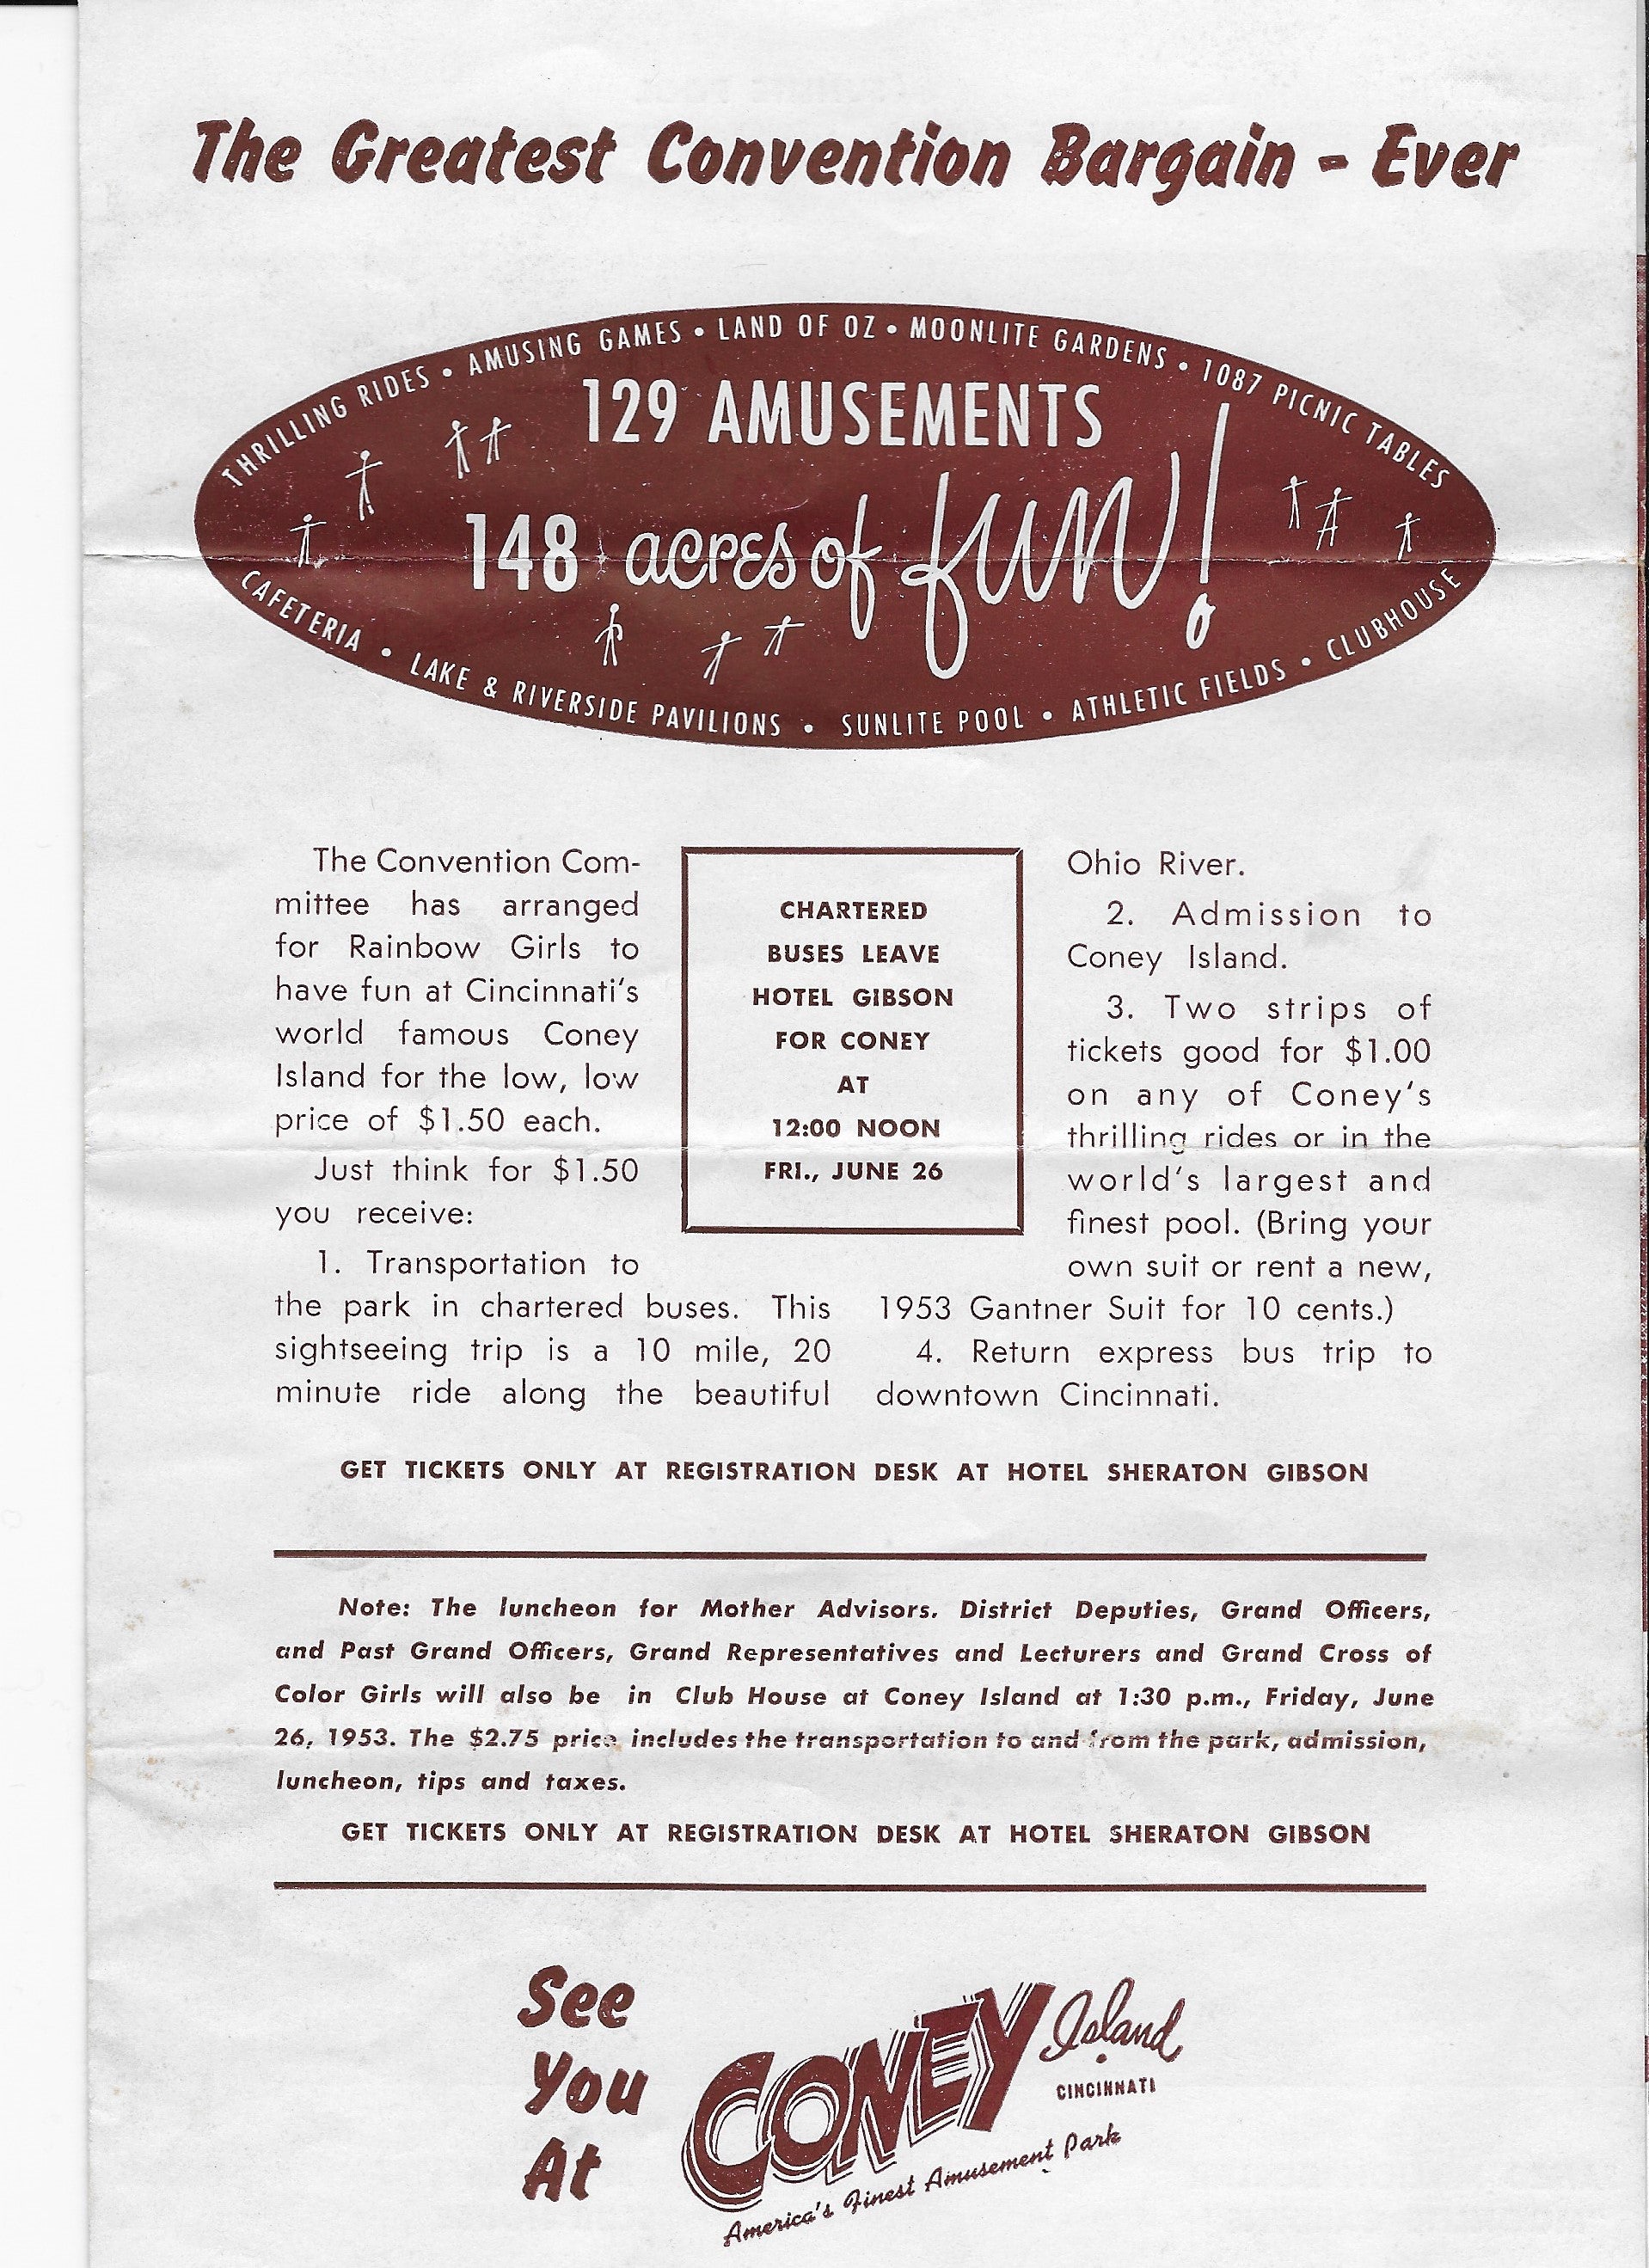 The Greatest Convention Bargain - Ever
THRILLING RIDES • AMUSING GAMES • LAND OF OZ • MOONLITE GARDENS • 1087 PICNIC TABLES
129 AMUSEMENTS
148 acres of fun!
CAFETERIA • LAKE & RIVERSIDE PAVILIONS • SUNLITE POOL • ATHLETIC FIELDS • CLUBHOUSE
The Convention Com-
mittee has arranged
for Rainbow Girls to
have fun at Cincinnati's
world famous Coney
Island for the low, low
price of $1.50 each.
Just think for $1.50
you receive:
1. Transportation to
the park in chartered buses. This
sightseeing trip is a 10 mile, 20
minute ride along the beautiful
CHARTERED
BUSES LEAVE
HOTEL GIBSON
FOR CONEY
AT
12:00 NOON
FRI., JUNE 26
Ohio River.
2. Admission to
Coney Island.
3. Two strips of
tickets good for $1.00
on any of Coney's
thrilling rides or in the
world's largest and
finest pool. (Bring your
own suit or rent a new,
1953 Gantner Suit for 10 cents.)
4. Return express bus trip to
downtown Cincinnati.
GET TICKETS ONLY AT REGISTRATION DESK AT HOTEL SHERATON GIBSON
Note: The luncheon for Mother Advisors. District Deputies, Grand Officers,
and Past Grand Officers, Grand Representatives and Lecturers and Grand Cross of
Color Girls will also be in Club House at Coney Island at 1:30 p.m., Friday, June
26, 1953. The $2.75 price includes the transportation to and from the park, admission,
luncheon, tips and taxes.
GET TICKETS ONLY AT REGISTRATION DESK AT HOTEL SHERATON GIBSON
See
You
At
CONEY Island
CINCINNATI
America's Finest Amusement Park